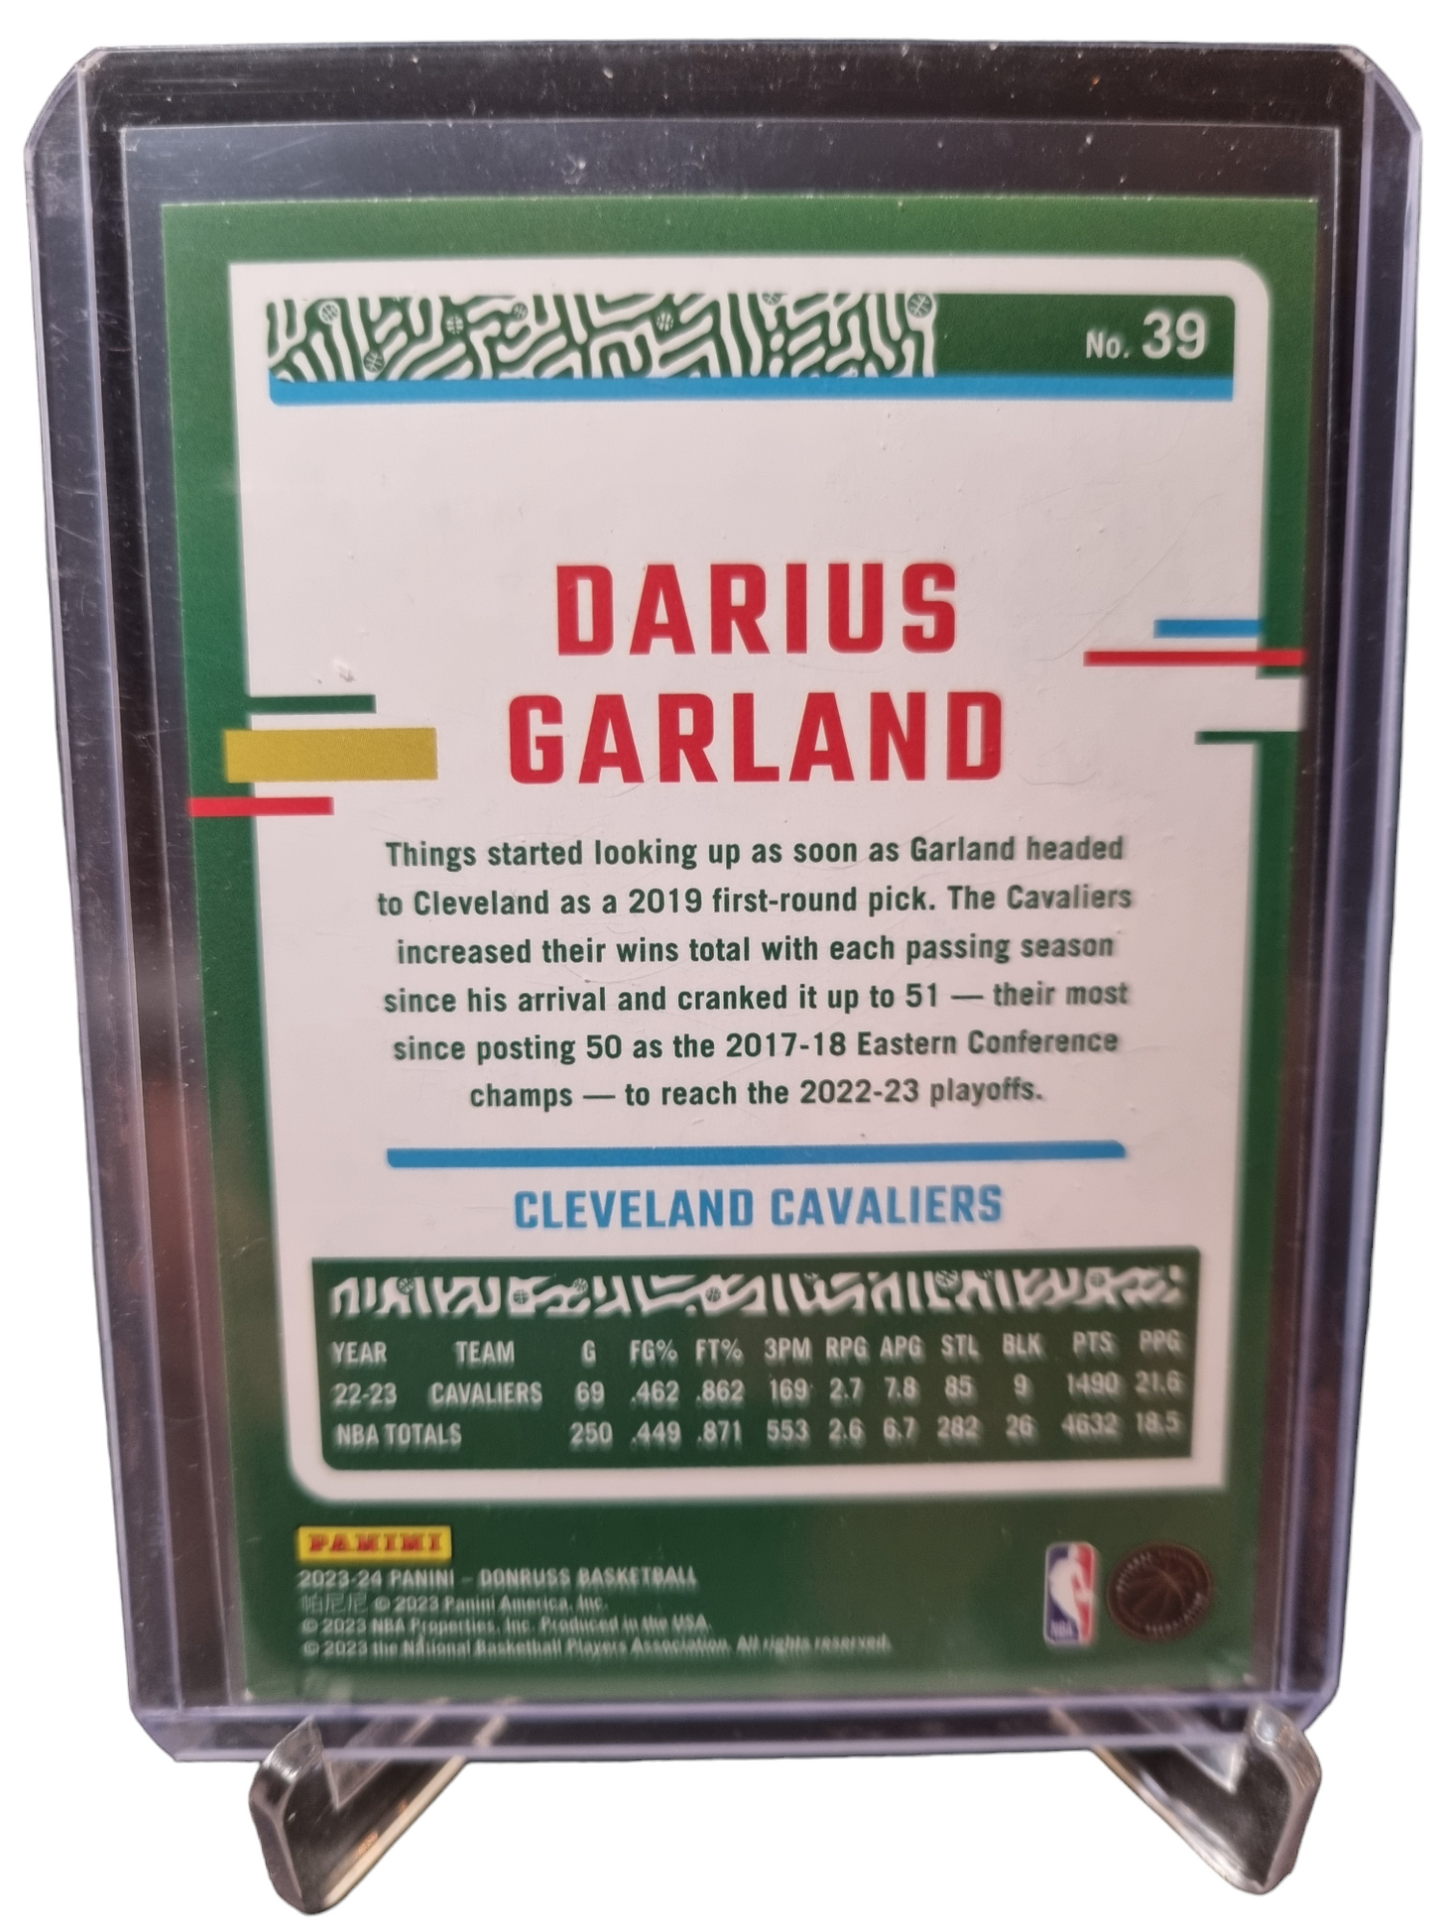 No. 39
DARIUS
GARLAND
Things started looking up as soon as Garland headed
to Cleveland as a 2019 first-round pick. The Cavaliers
increased their wins total with each passing season
since his arrival and cranked it up to 51 — their most
since posting 50 as the 2017-18 Eastern Conference
champs — to reach the 2022-23 playoffs.
CLEVELAND CAVALIERS
YEAR TEAM G FG% FT% 3PM RPG APG STL BLK PTS PPG
22-23 CAVALIERS 69 .462 .862 169 2.7 7.8 85 9 1490 21.6
NBA TOTALS 250 .449 .871 553 2.6 6.7 282 26 4632 18.5
PANINI
2023-24 PANINI – DONRUSS BASKETBALL
帕尼尼 © 2023 Panini America, Inc.
© 2023 NBA Properties, Inc. Produced in the USA.
© 2023 the National Basketball Players Association. All rights reserved.
NBA